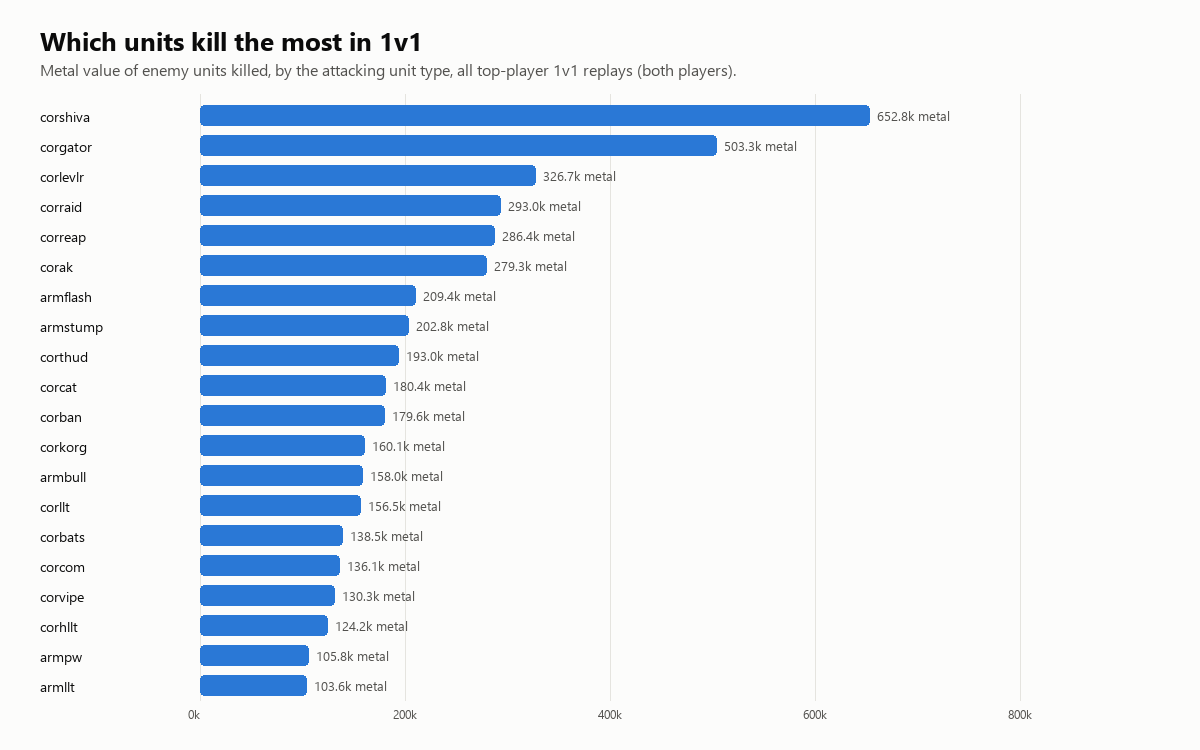 Which units kill the most in 1v1
Metal value of enemy units killed, by the attacking unit type, all top-player 1v1 replays (both players).
corshiva 652.8k metal
corgator 503.3k metal
corlevlr 326.7k metal
corraid 293.0k metal
correap 286.4k metal
corak 279.3k metal
armflash 209.4k metal
armstump 202.8k metal
corthud 193.0k metal
corcat 180.4k metal
corban 179.6k metal
corkorg 160.1k metal
armbull 158.0k metal
corllt 156.5k metal
corbats 138.5k metal
corcom 136.1k metal
corvipe 130.3k metal
corhllt 124.2k metal
armpw 105.8k metal
armllt 103.6k metal
0k 200k 400k 600k 800k